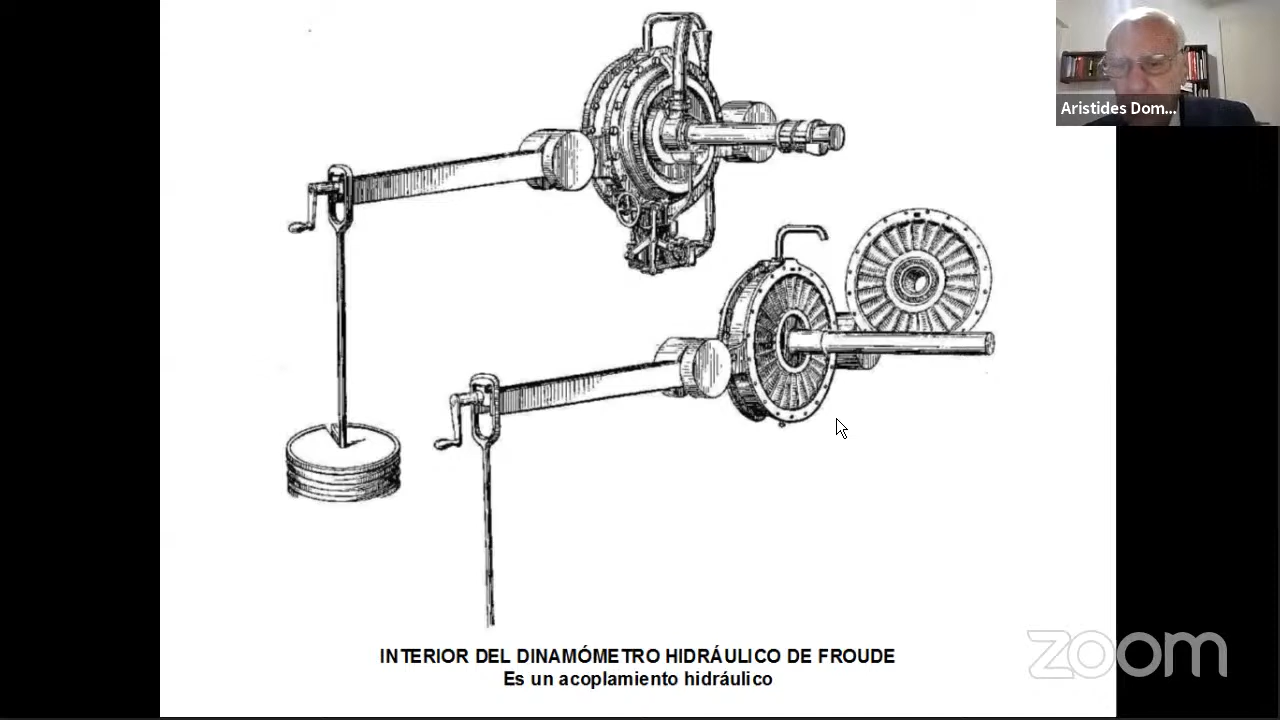 Aristides Dom...
INTERIOR DEL DINAMÓMETRO HIDRÁULICO DE FROUDE
Es un acoplamiento hidráulico
zoom